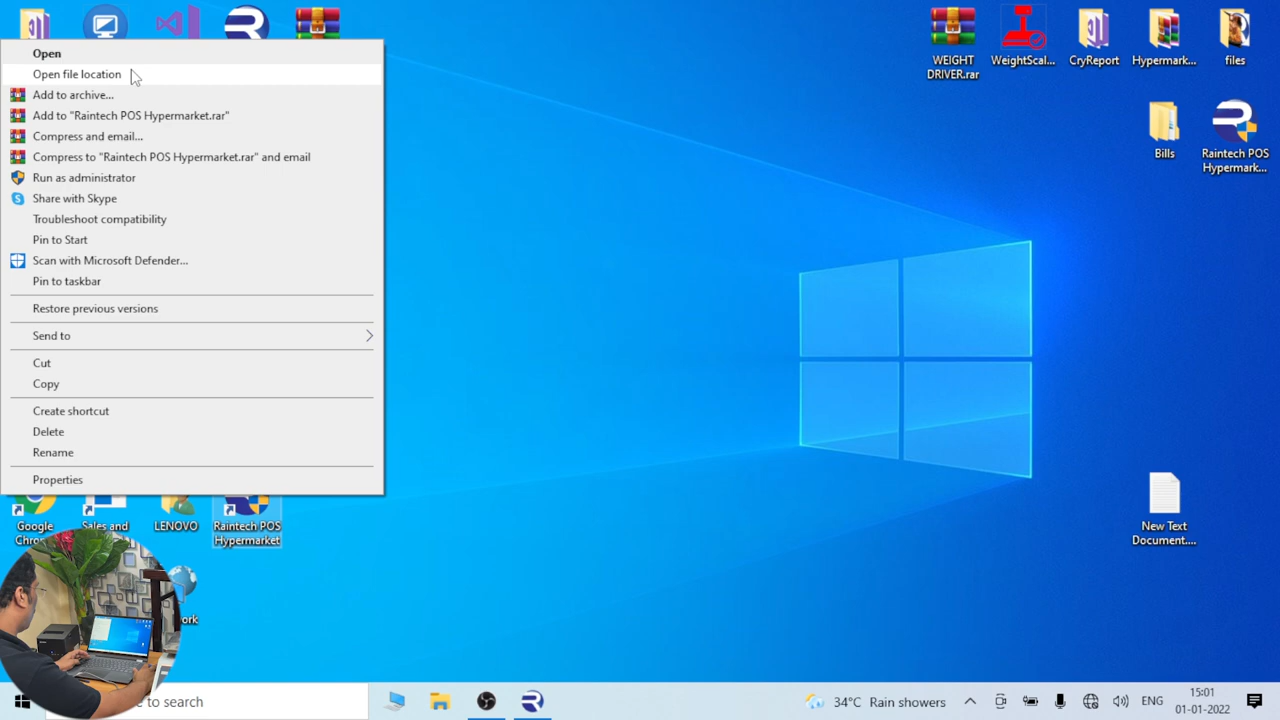 Open
Open file location
Add to archive...
Add to "Raintech POS Hypermarket.rar"
Compress and email...
Compress to "Raintech POS Hypermarket.rar" and email
Run as administrator
Share with Skype
Troubleshoot compatibility
Pin to Start
Scan with Microsoft Defender...
Pin to taskbar
Restore previous versions
Send to
Cut
Copy
Create shortcut
Delete
Rename
Properties
WEIGHT
DRIVER.rar
WeightScal...
CryReport
Hypermark...
files
Bills
Raintech POS
Hypermark...
New Text
Document....
Google
Sales and
LENOVO
Raintech POS
Hypermarket
to search
34°C Rain showers
ENG
15:01
01-01-2022